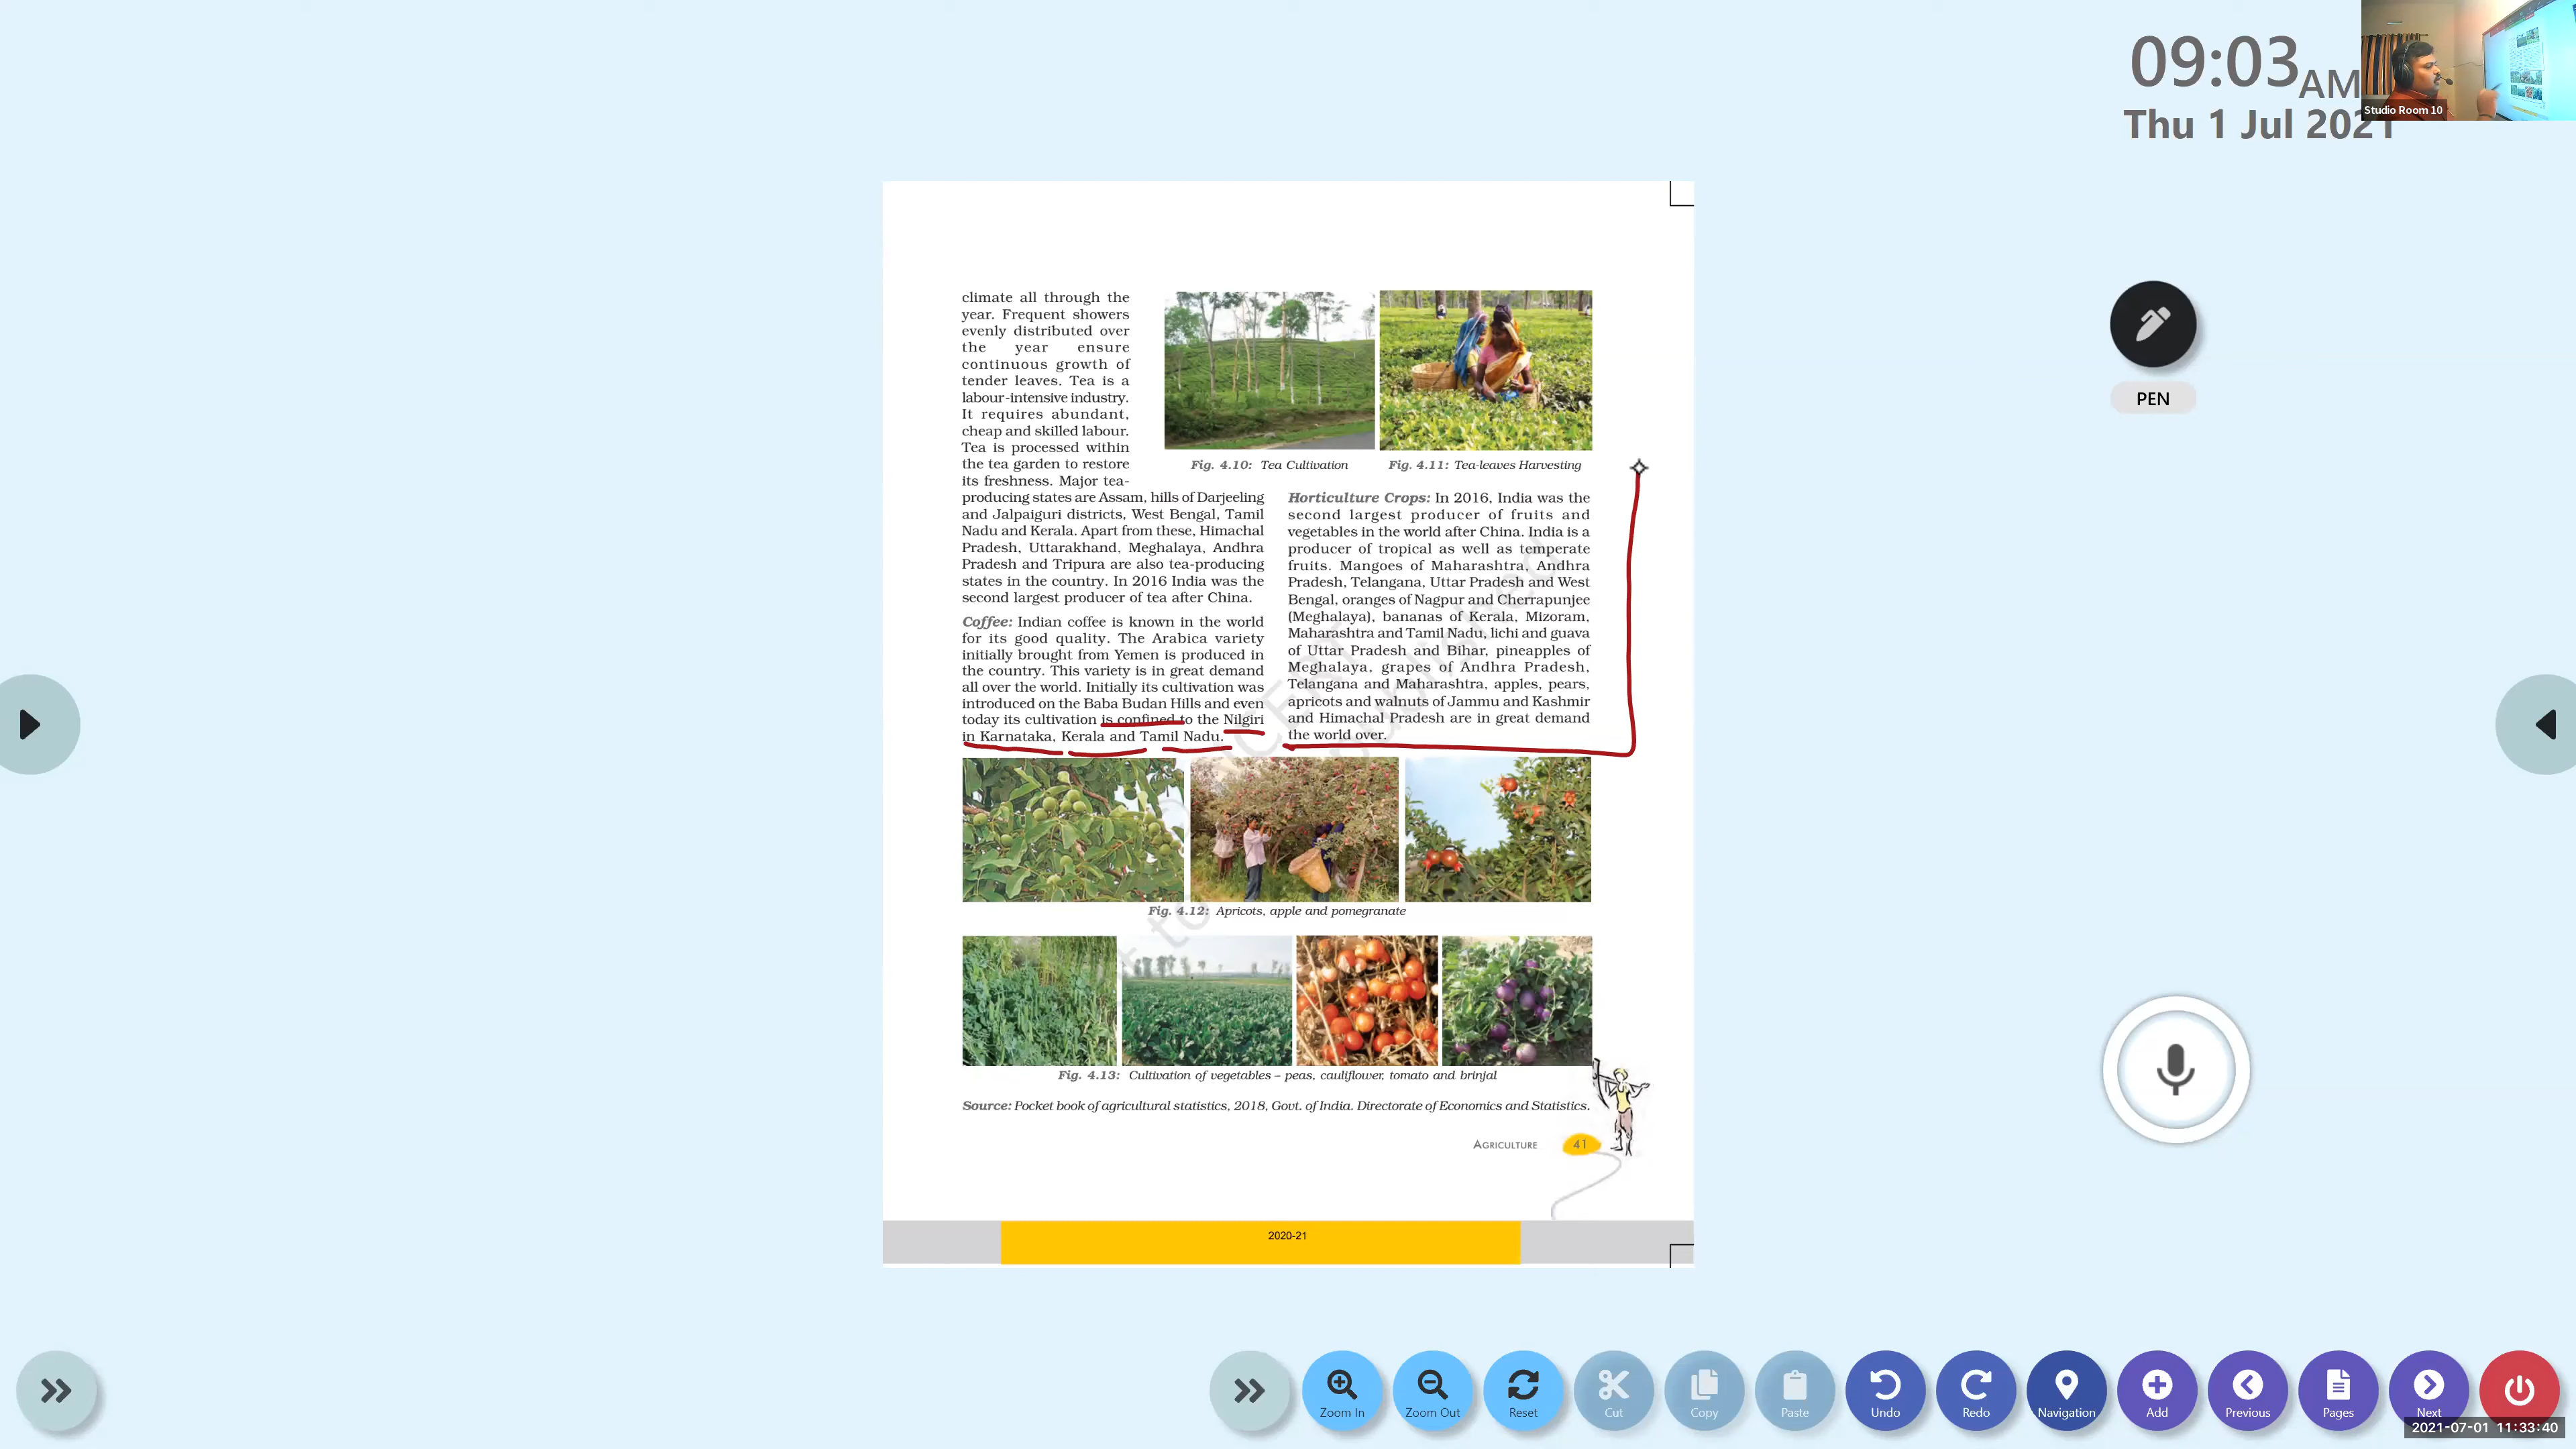 09:03 AM
Thu 1 Jul 2021
Studio Room 10
PEN
climate all through the
year. Frequent showers
evenly distributed over
the year ensure
continuous growth of
tender leaves. Tea is a
labour-intensive industry.
It requires abundant,
cheap and skilled labour.
Tea is processed within
the tea garden to restore
its freshness. Major tea-
producing states are Assam, hills of Darjeeling
and Jalpaiguri districts, West Bengal, Tamil
Nadu and Kerala. Apart from these, Himachal
Pradesh, Uttarakhand, Meghalaya, Andhra
Pradesh and Tripura are also tea-producing
states in the country. In 2016 India was the
second largest producer of tea after China.
Coffee: Indian coffee is known in the world
for its good quality. The Arabica variety
initially brought from Yemen is produced in
the country. This variety is in great demand
all over the world. Initially its cultivation was
introduced on the Baba Budan Hills and even
today its cultivation is confined to the Nilgiri
in Karnataka, Kerala and Tamil Nadu.
Fig. 4.10: Tea Cultivation
Fig. 4.11: Tea-leaves Harvesting
Horticulture Crops: In 2016, India was the
second largest producer of fruits and
vegetables in the world after China. India is a
producer of tropical as well as temperate
fruits. Mangoes of Maharashtra, Andhra
Pradesh, Telangana, Uttar Pradesh and West
Bengal, oranges of Nagpur and Cherrapunjee
(Meghalaya), bananas of Kerala, Mizoram,
Maharashtra and Tamil Nadu, lichi and guava
of Uttar Pradesh and Bihar, pineapples of
Meghalaya, grapes of Andhra Pradesh,
Telangana and Maharashtra, apples, pears,
apricots and walnuts of Jammu and Kashmir
and Himachal Pradesh are in great demand
the world over.
Fig. 4.12: Apricots, apple and pomegranate
Fig. 4.13: Cultivation of vegetables – peas, cauliflower, tomato and brinjal
Source: Pocket book of agricultural statistics, 2018, Govt. of India. Directorate of Economics and Statistics.
AGRICULTURE 41
2020-21
Zoom In
Zoom Out
Reset
Cut
Copy
Paste
Undo
Redo
Navigation
Add
Previous
Pages
Next
2021-07-01 11:33:40